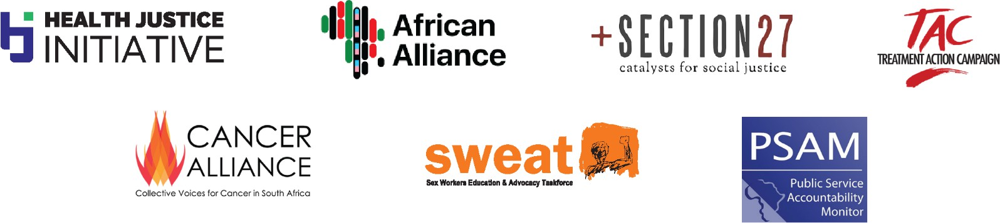 HEALTH JUSTICE
INITIATIVE
African
Alliance
+SECTION27
catalysts for social justice
TAC
TREATMENT ACTION CAMPAIGN
CANCER
ALLIANCE
Collective Voices for Cancer in South Africa
sweat
Sex Workers Education & Advocacy Taskforce
PSAM
Public Service
Accountability
Monitor